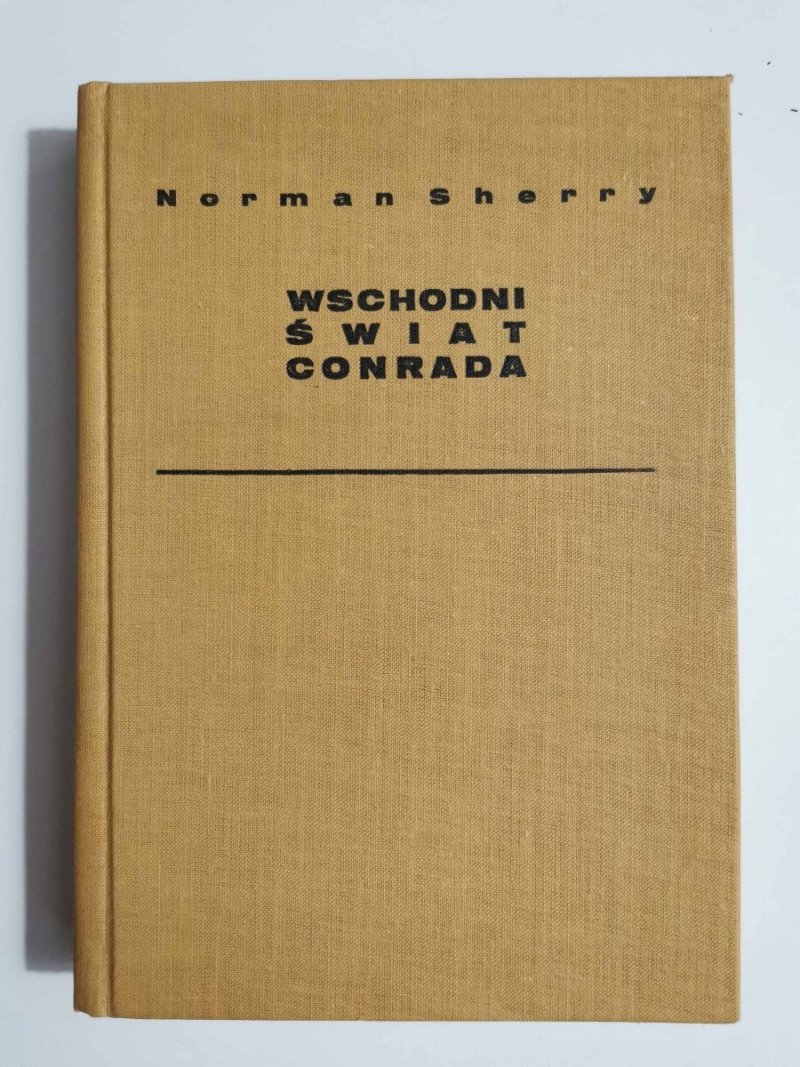 Norman Sherry
WSCHODNI
ŚWIAT
CONRADA